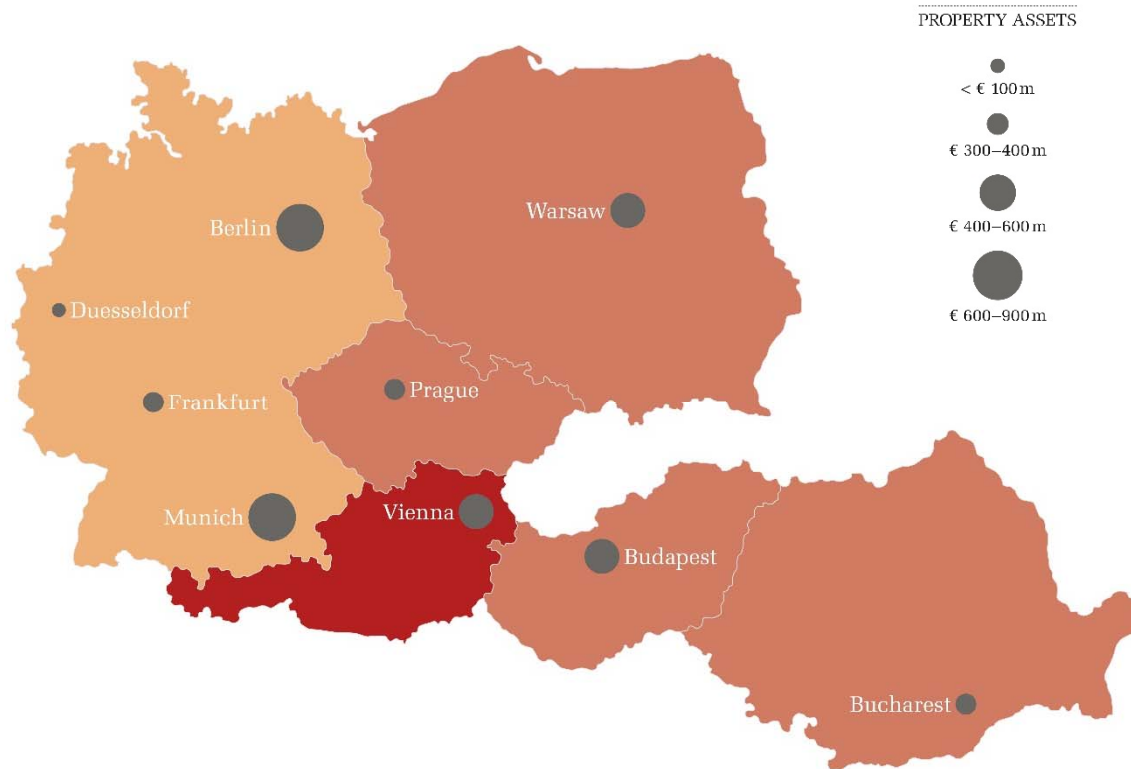 PROPERTY ASSETS
< € 100 m
€ 300–400 m
€ 400–600 m
€ 600–900 m
Berlin
Warsaw
Duesseldorf
Frankfurt
Prague
Munich
Vienna
Budapest
Bucharest